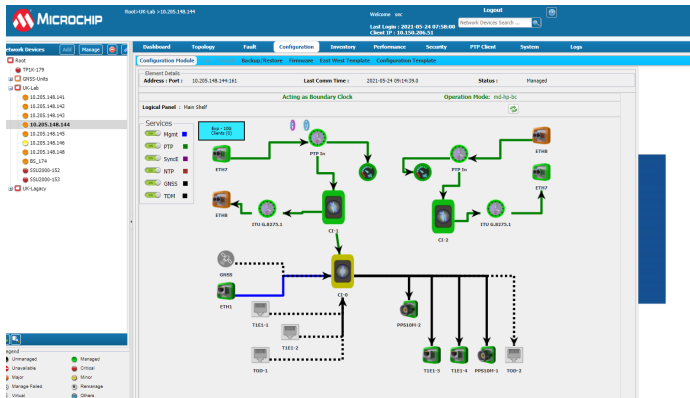 MICROCHIP
Root>UK-Lab >10.205.148.144
Welcome
Logout
Last Login : 2021-05-24 07:58:00
Client IP : 10.150.206.51
Network Devices Search ...
Network Devices
Add
Manage
Dashboard Topology Fault Configuration Inventory Performance Security PTP Client System Logs
Configuration Module Backup/Restore Firmware East West Template Configuration Template
Root
TP1K-179
GNSS-Units
UK-Lab
10.205.148.141
10.205.148.142
10.205.148.143
10.205.148.144
10.205.148.145
10.205.148.146
10.205.148.148
BS_174
SSU2000-152
SSU2000-153
UK-Legacy
Element Details
Address : Port : 10.205.148.144:161
Last Comm Time : 2021-05-24 09:14:39.0
Status : Managed
Acting as Boundary Clock
Operation Mode: md-hp-bc
Logical Panel : Main Shelf
Services
Mgmt
PTP
SyncE
NTP
GNSS
TDM
Clients (0)
PTP In
ETH7
ETH8
ITU G.8275.1
CI-1
ETH8
PTP In
ETH7
ITU G.8275.1
CI-2
GNSS
ETH1
CI-0
T1E1-1
T1E1-2
TOD-1
PPS10M-2
T1E1-3
T1E1-4
PPS10M-1
TOD-2
Unmanaged
Managed
Unavailable
Critical
Major
Minor
Manage Failed
Remanage
Virtual
Others